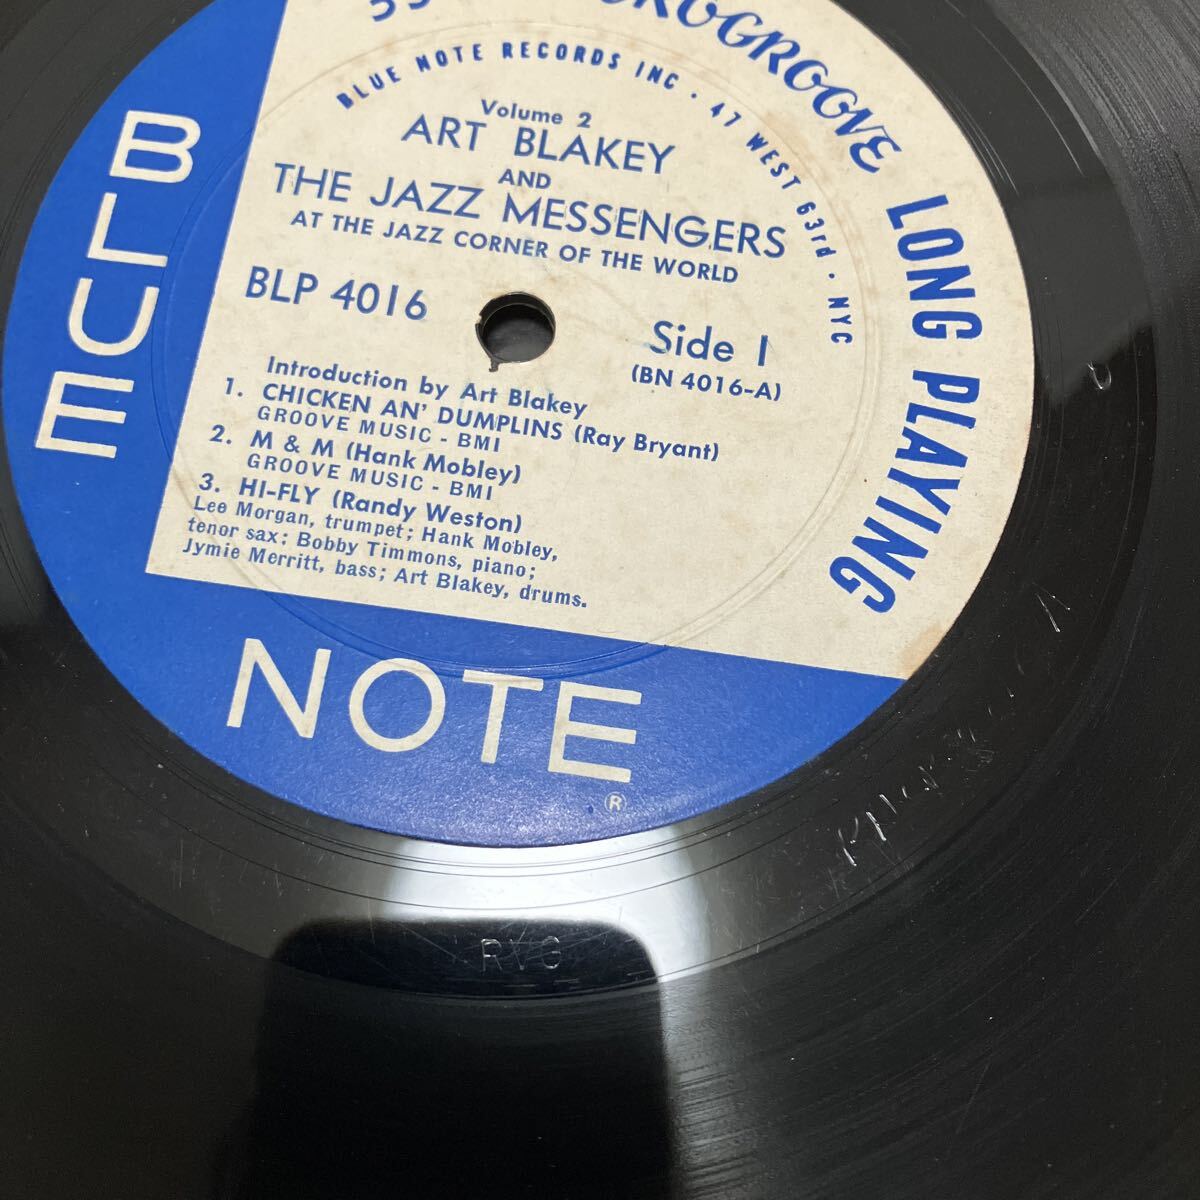 LONG PLAYING
BLUE NOTE RECORDS INC · 47 WEST 63rd · NYC
Volume 2
ART BLAKEY
AND
THE JAZZ MESSENGERS
AT THE JAZZ CORNER OF THE WORLD
BLP 4016
Side 1
(BN 4016-A)
Introduction by Art Blakey
1. CHICKEN AN' DUMPLINS (Ray Bryant)
GROOVE MUSIC - BMI
2. M & M (Hank Mobley)
GROOVE MUSIC - BMI
3. HI-FLY (Randy Weston)
Lee Morgan, trumpet; Hank Mobley,
tenor sax; Bobby Timmons, piano;
Jymie Merritt, bass; Art Blakey, drums.
BLUE
NOTE
®
RVG